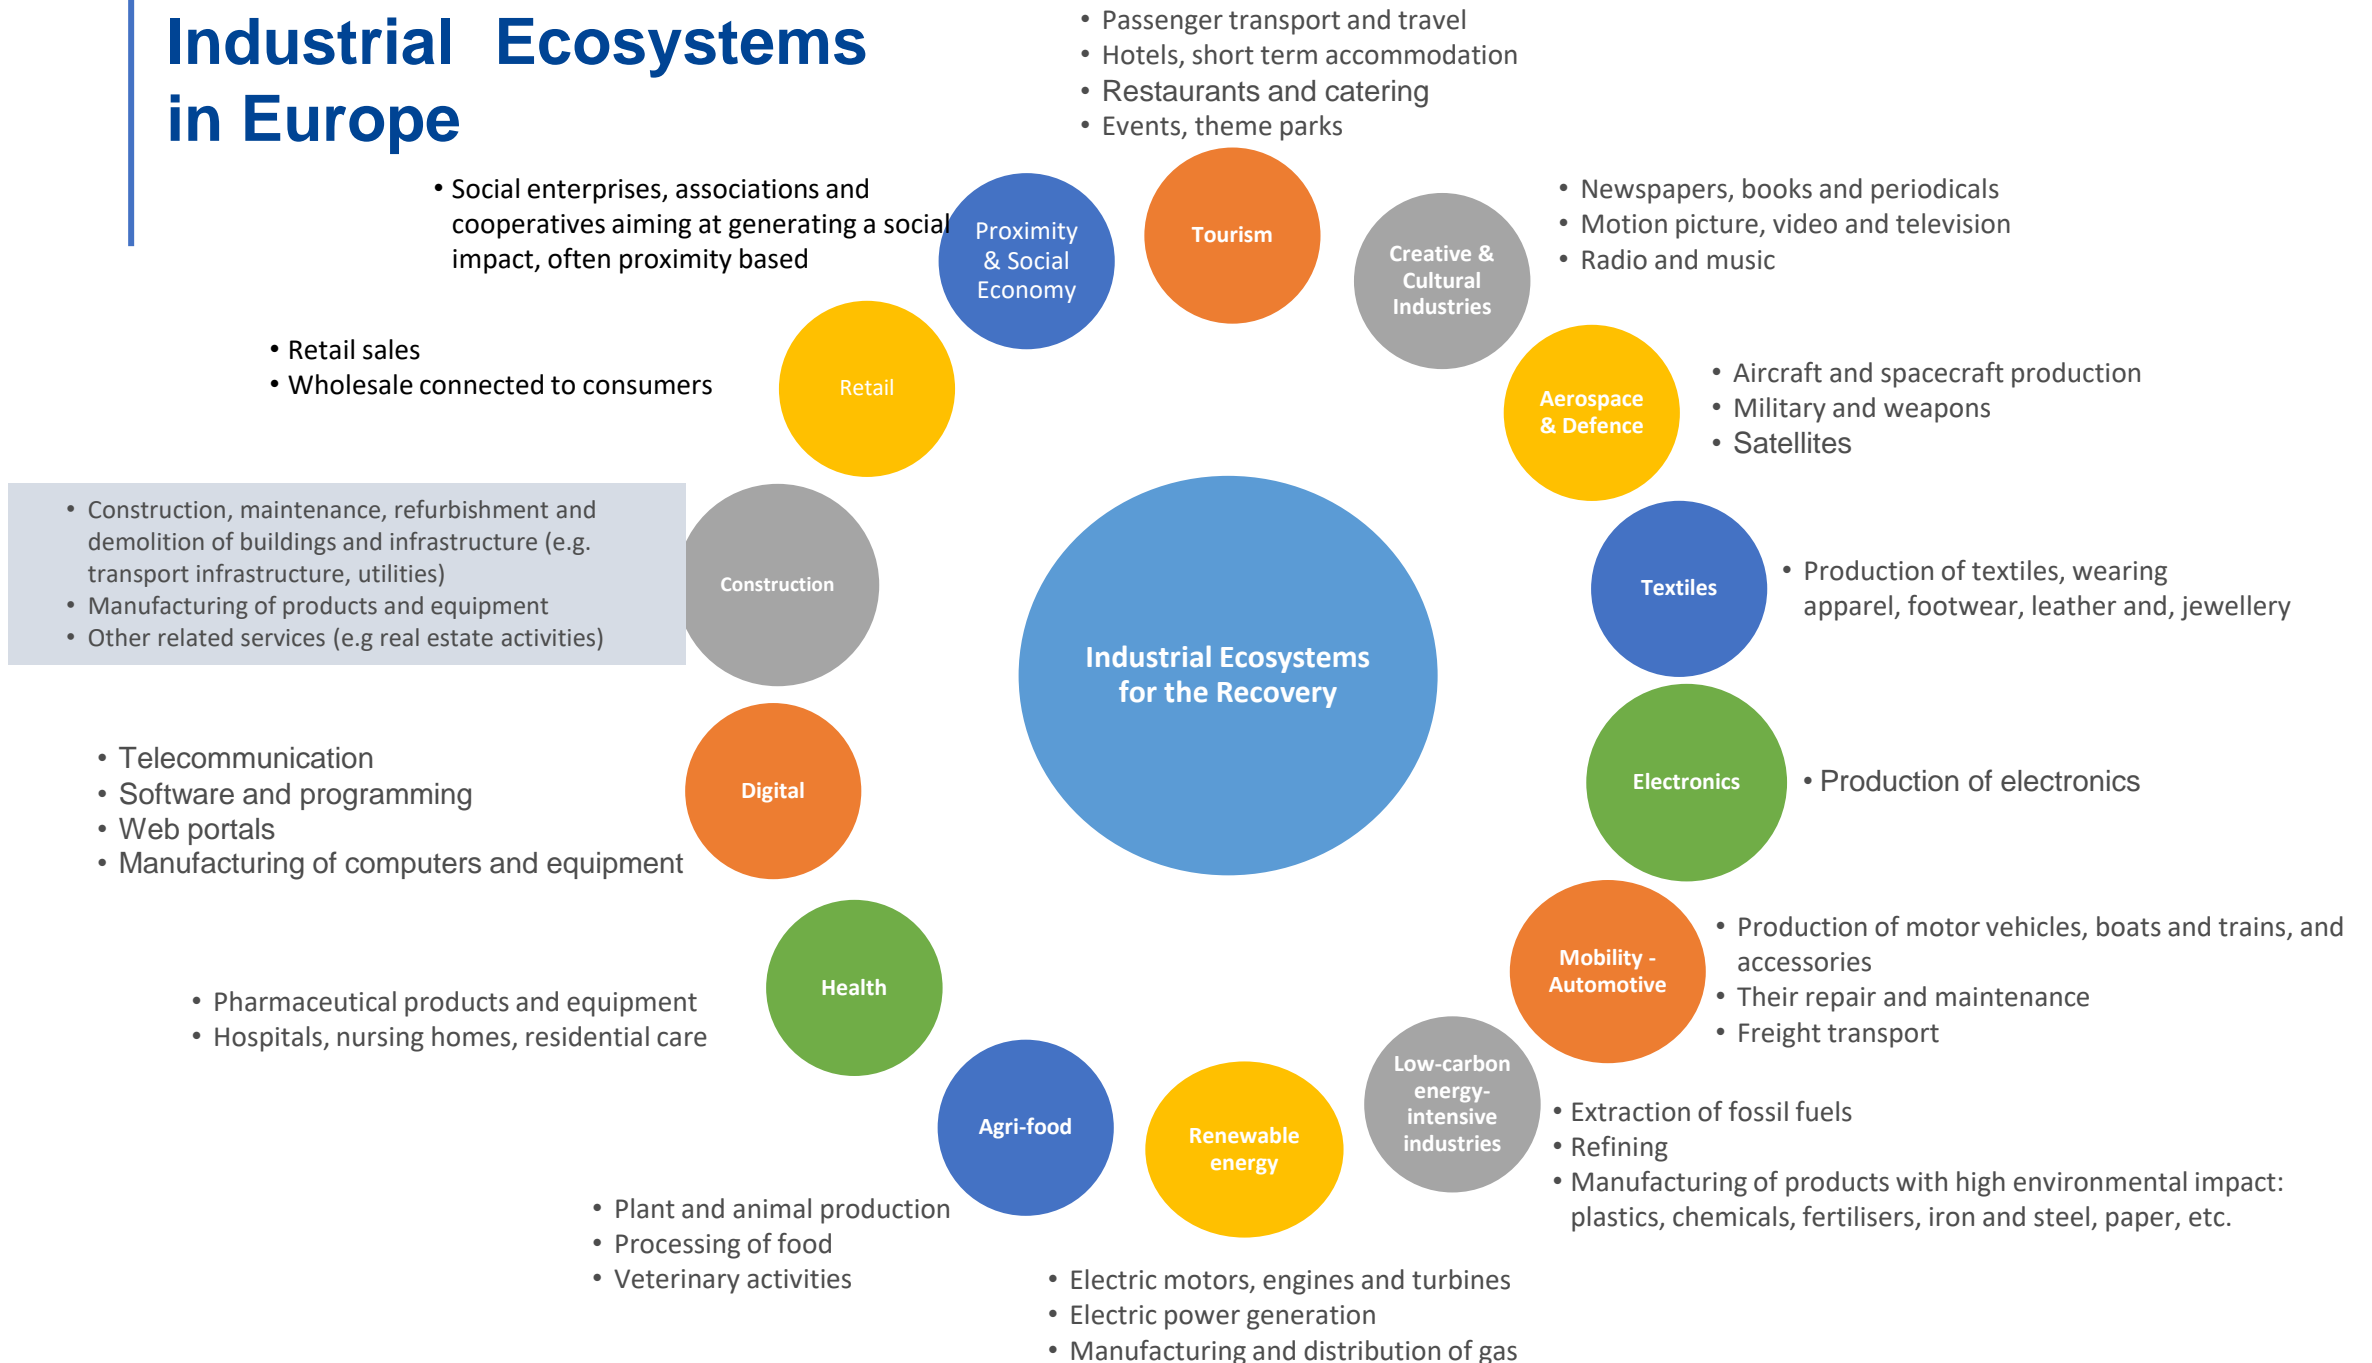 Industrial Ecosystems
in Europe
• Passenger transport and travel
• Hotels, short term accommodation
• Restaurants and catering
• Events, theme parks
Tourism
• Newspapers, books and periodicals
• Motion picture, video and television
• Radio and music
Creative &
Cultural
Industries
• Aircraft and spacecraft production
• Military and weapons
• Satellites
Aerospace
& Defence
• Production of textiles, wearing
apparel, footwear, leather and, jewellery
Textiles
• Production of electronics
Electronics
• Production of motor vehicles, boats and trains, and
accessories
• Their repair and maintenance
• Freight transport
Mobility -
Automotive
• Extraction of fossil fuels
• Refining
• Manufacturing of products with high environmental impact:
plastics, chemicals, fertilisers, iron and steel, paper, etc.
Low-carbon
energy-
intensive
industries
• Electric motors, engines and turbines
• Electric power generation
• Manufacturing and distribution of gas
Renewable
energy
• Plant and animal production
• Processing of food
• Veterinary activities
Agri-food
• Pharmaceutical products and equipment
• Hospitals, nursing homes, residential care
Health
• Telecommunication
• Software and programming
• Web portals
• Manufacturing of computers and equipment
Digital
• Construction, maintenance, refurbishment and
demolition of buildings and infrastructure (e.g.
transport infrastructure, utilities)
• Manufacturing of products and equipment
• Other related services (e.g real estate activities)
Construction
• Retail sales
• Wholesale connected to consumers
Retail
• Social enterprises, associations and
cooperatives aiming at generating a social
impact, often proximity based
Proximity
& Social
Economy
Industrial Ecosystems
for the Recovery